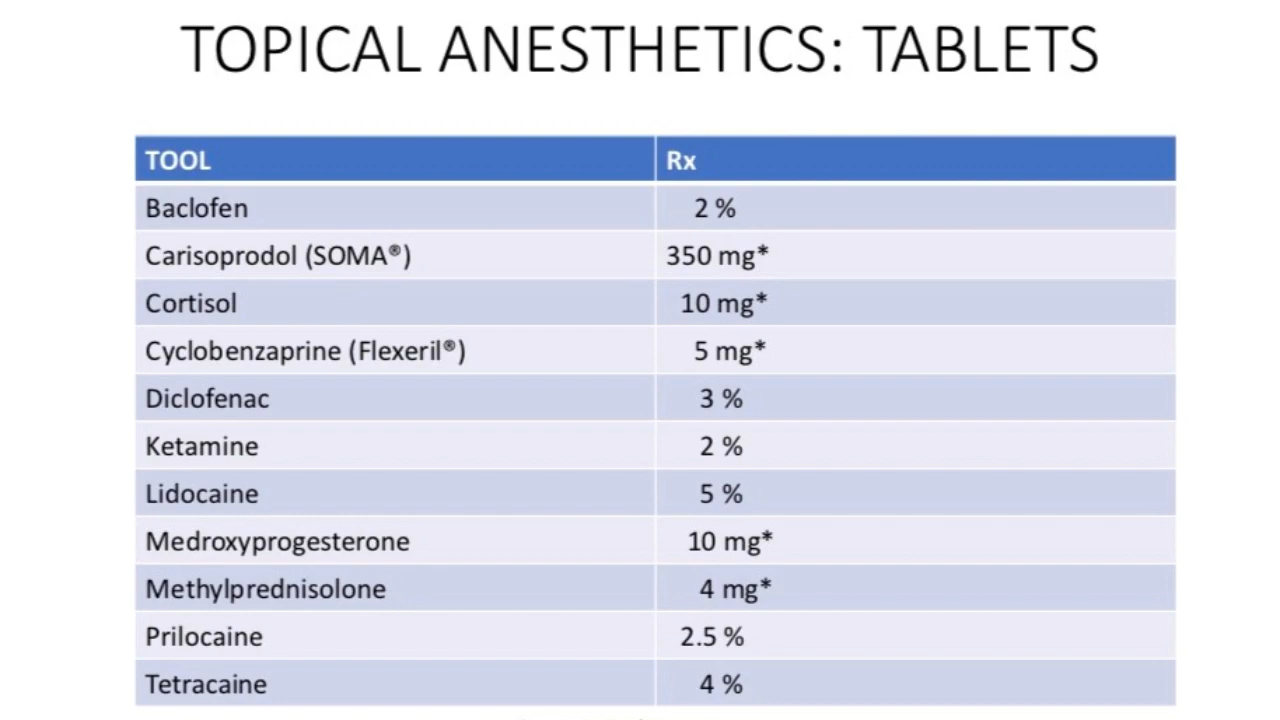 TOPICAL ANESTHETICS: TABLETS
TOOL Rx
Baclofen 2 %
Carisoprodol (SOMA®) 350 mg*
Cortisol 10 mg*
Cyclobenzaprine (Flexeril®) 5 mg*
Diclofenac 3 %
Ketamine 2 %
Lidocaine 5 %
Medroxyprogesterone 10 mg*
Methylprednisolone 4 mg*
Prilocaine 2.5 %
Tetracaine 4 %